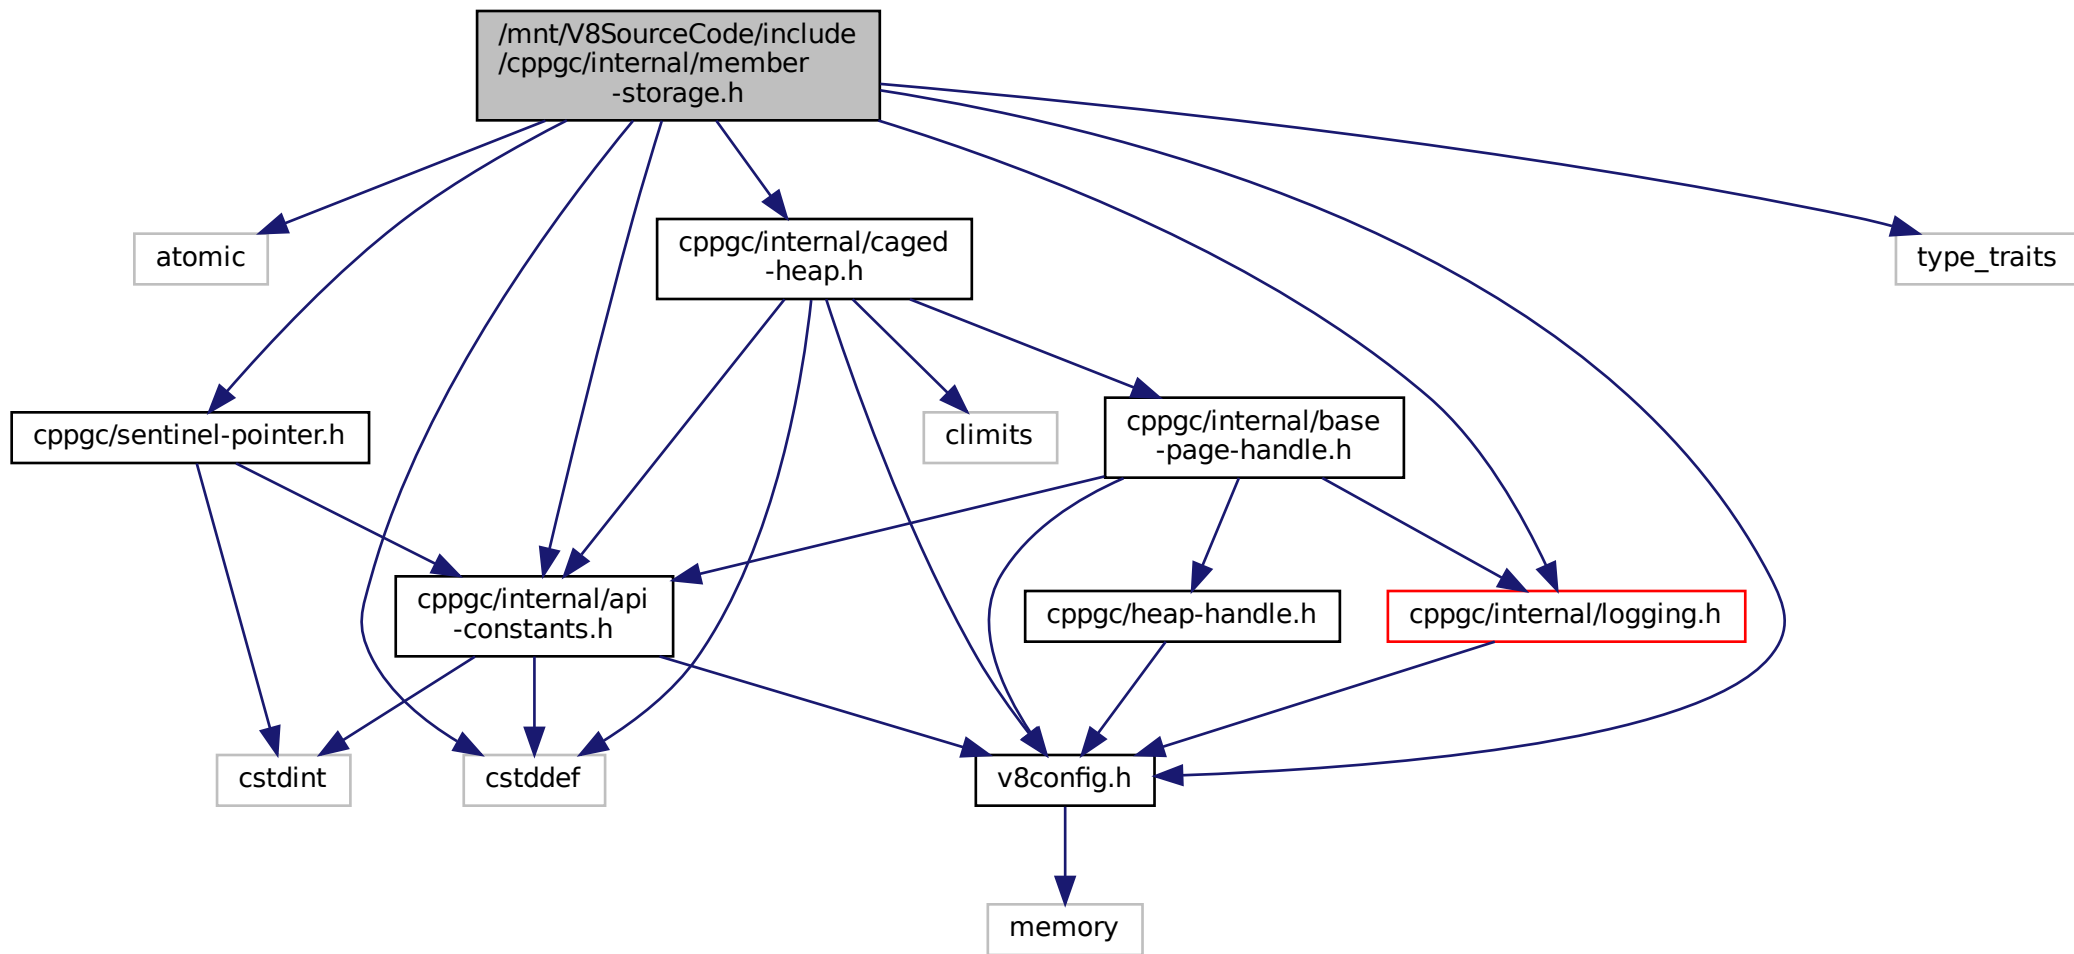 /mnt/V8SourceCode/include
/cppgc/internal/member
-storage.h
atomic
cppgc/internal/caged
-heap.h
type_traits
cppgc/sentinel-pointer.h
climits
cppgc/internal/base
-page-handle.h
cppgc/internal/api
-constants.h
cppgc/heap-handle.h
cppgc/internal/logging.h
cstdint
cstddef
v8config.h
memory